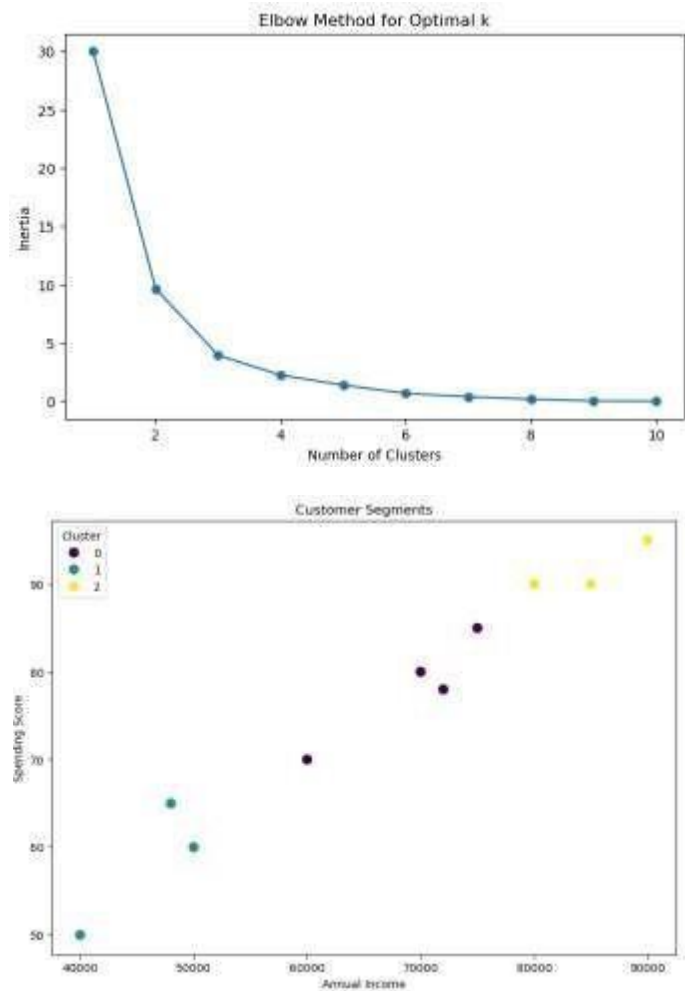 Elbow Method for Optimal k
30
25
20
15
10
5
0
Inertia
2 4 6 8 10
Number of Clusters
Customer Segments
Cluster
0
1
2
90
80
70
60
50
Spending Score
40000 50000 60000 70000 80000 90000
Annual Income